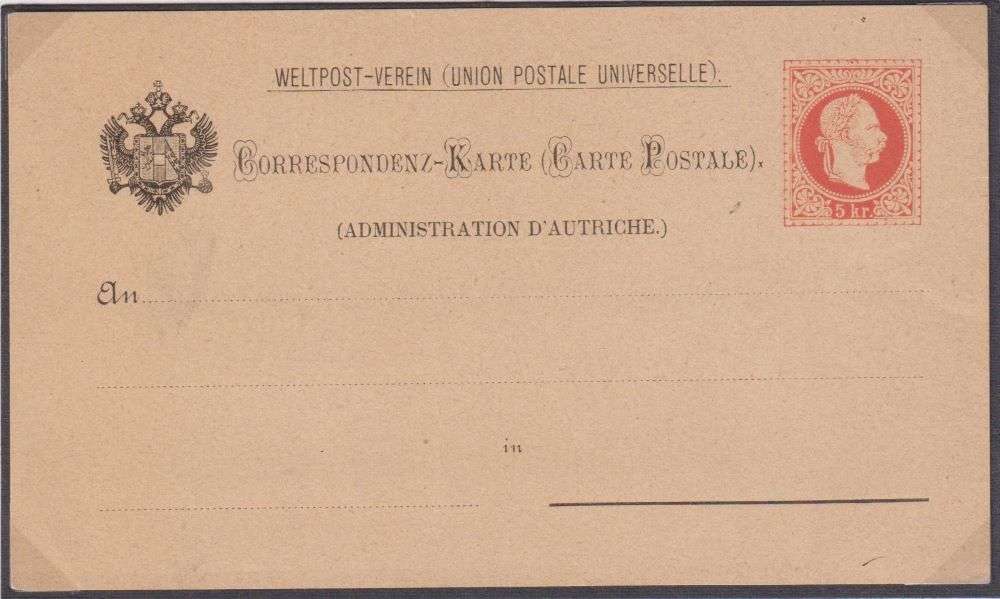 WELTPOST-VEREIN (UNION POSTALE UNIVERSELLE).
CORRESPONDENZ-KARTE (CARTE POSTALE).
(ADMINISTRATION D'AUTRICHE.)
5 kr.
An
in